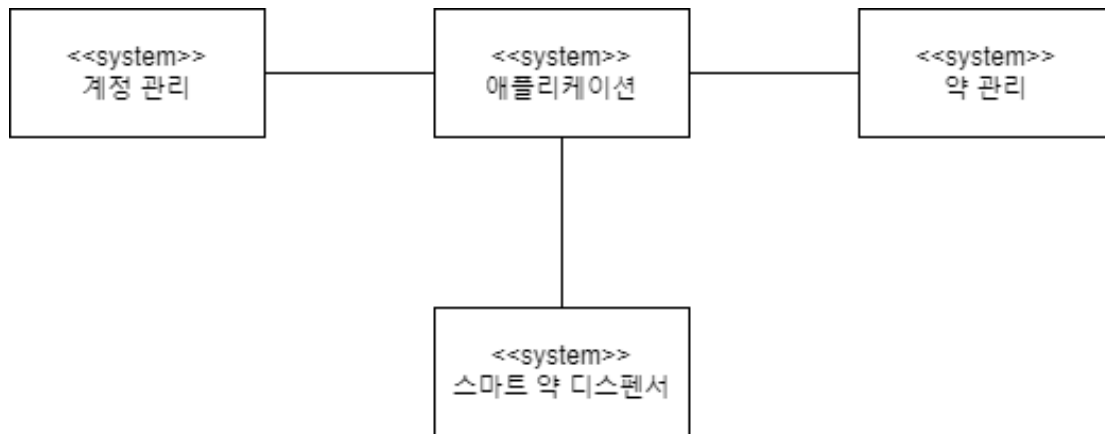 <<system>>
계정 관리
<<system>>
애플리케이션
<<system>>
약 관리
<<system>>
스마트 약 디스펜서